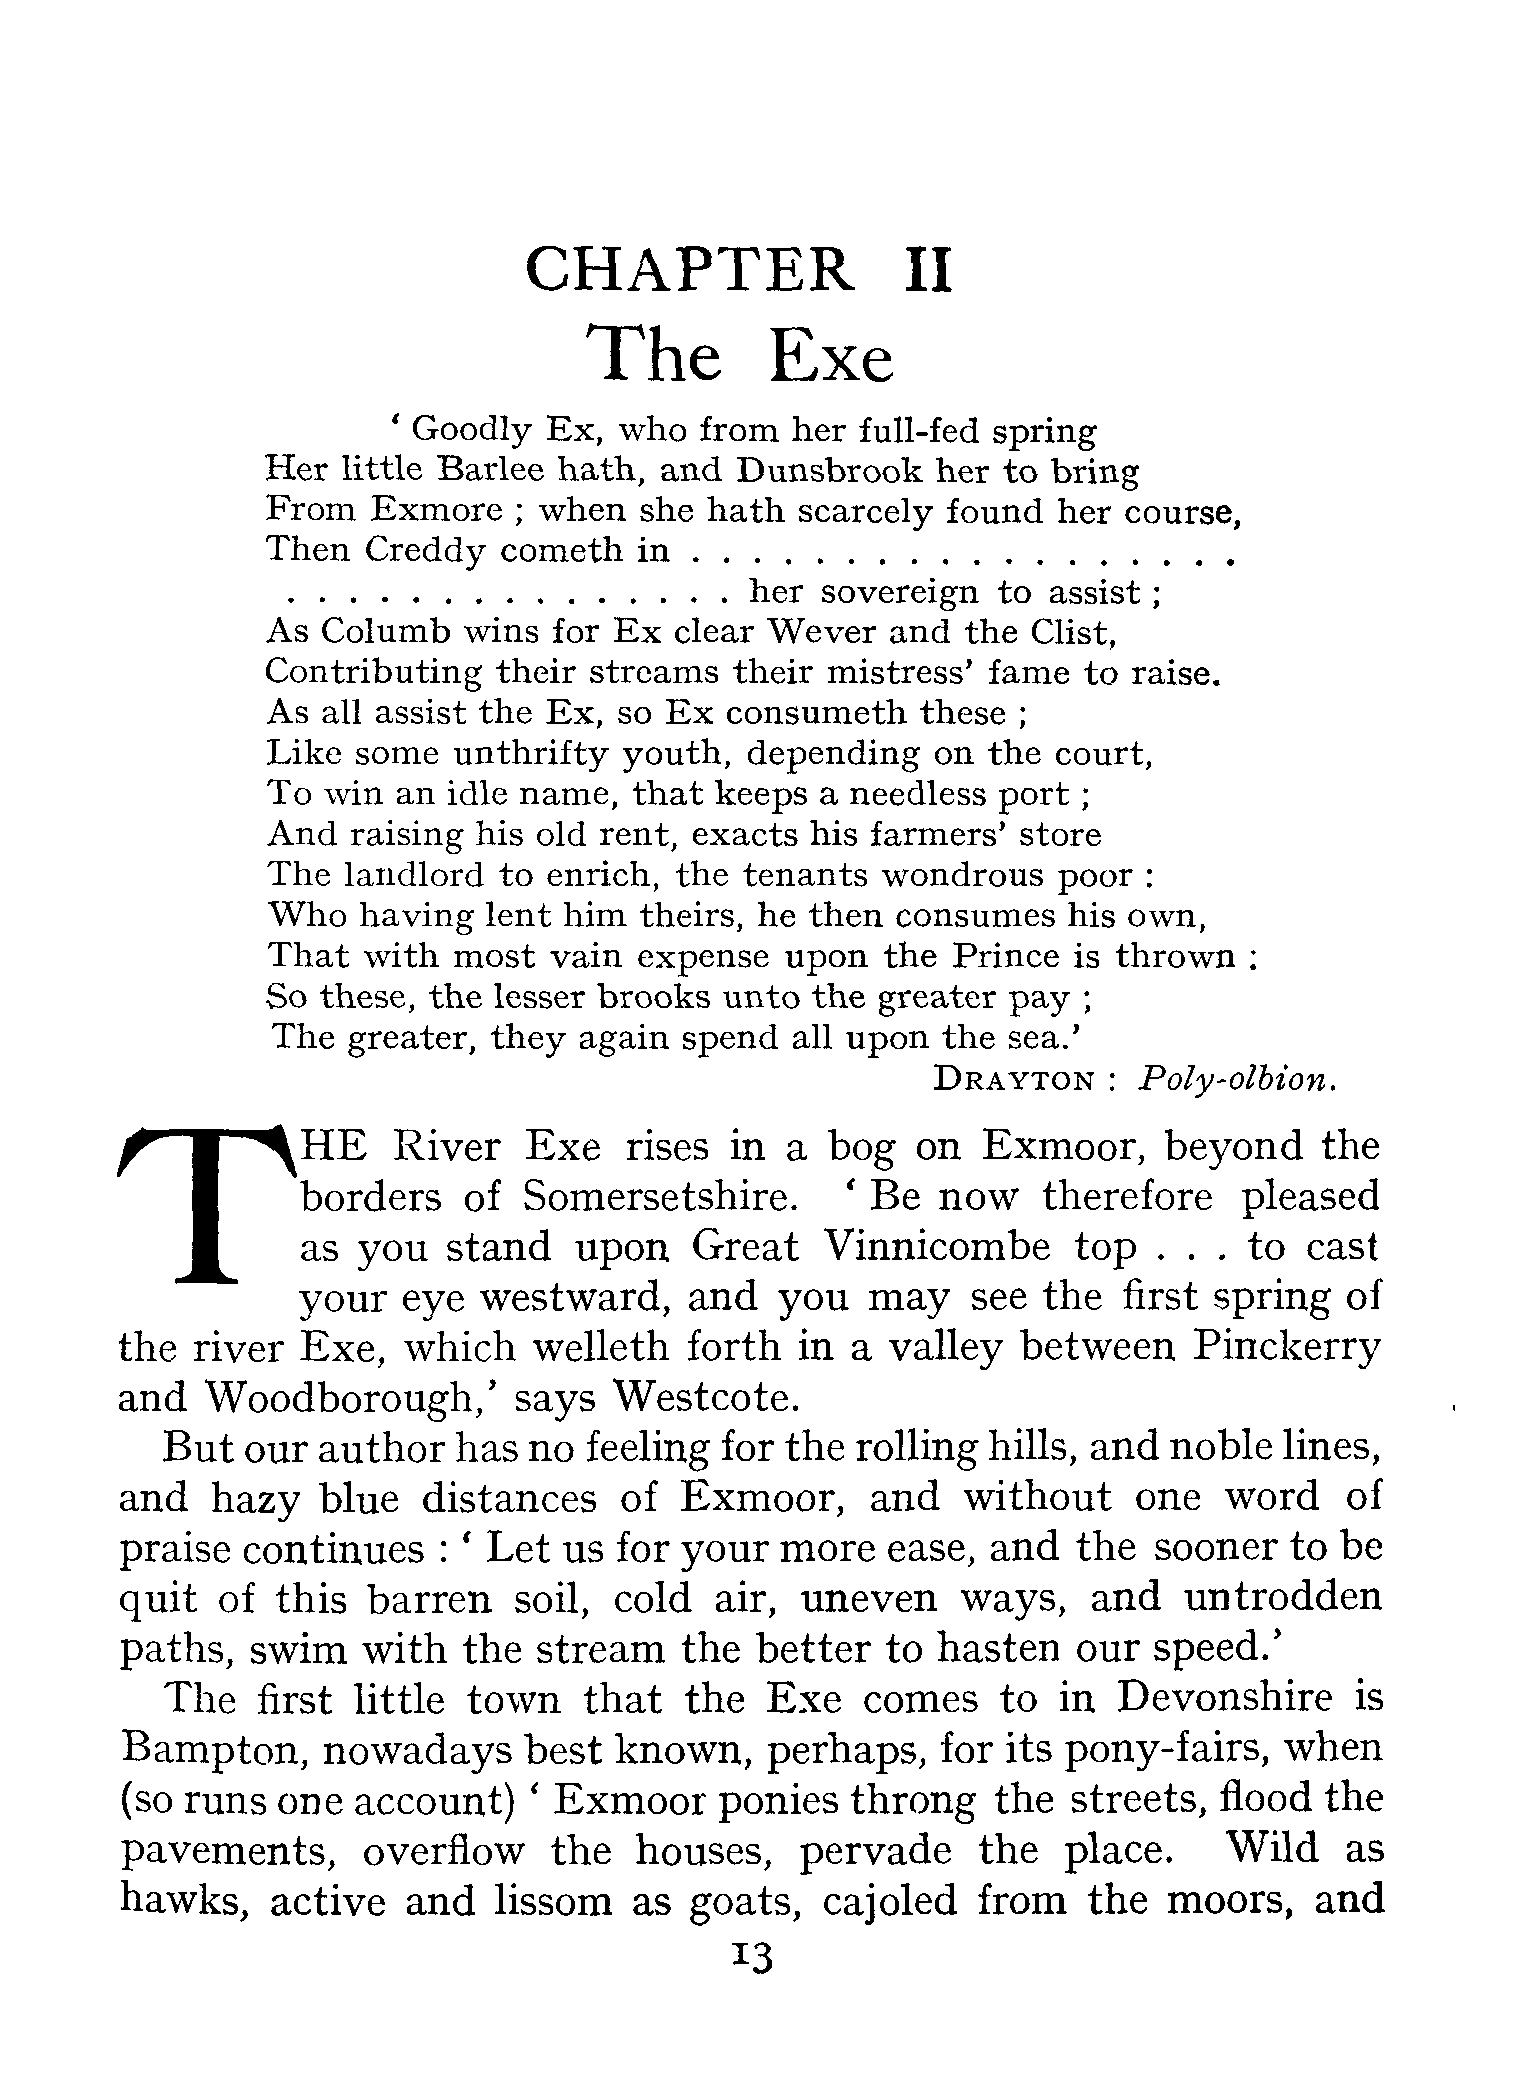 CHAPTER II
The Exe
‘ Goodly Ex, who from her full-fed spring
Her little Barlee hath, and Dunsbrook her to bring
From Exmore ; when she hath scarcely found her course,
Then Creddy cometh in . . . . . . . . . . . . . . . . . .
. . . . . . . . . . . . . . . her sovereign to assist ;
As Columb wins for Ex clear Wever and the Clist,
Contributing their streams their mistress’ fame to raise.
As all assist the Ex, so Ex consumeth these ;
Like some unthrifty youth, depending on the court,
To win an idle name, that keeps a needless port ;
And raising his old rent, exacts his farmers’ store
The landlord to enrich, the tenants wondrous poor :
Who having lent him theirs, he then consumes his own,
That with most vain expense upon the Prince is thrown :
So these, the lesser brooks unto the greater pay ;
The greater, they again spend all upon the sea.’
DRAYTON : Poly-olbion.
THE River Exe rises in a bog on Exmoor, beyond the
borders of Somersetshire. ‘ Be now therefore pleased
as you stand upon Great Vinnicombe top . . . to cast
your eye westward, and you may see the first spring of
the river Exe, which welleth forth in a valley between Pinckerry
and Woodborough,’ says Westcote.
But our author has no feeling for the rolling hills, and noble lines,
and hazy blue distances of Exmoor, and without one word of
praise continues : ‘ Let us for your more ease, and the sooner to be
quit of this barren soil, cold air, uneven ways, and untrodden
paths, swim with the stream the better to hasten our speed.’
The first little town that the Exe comes to in Devonshire is
Bampton, nowadays best known, perhaps, for its pony-fairs, when
(so runs one account) ‘ Exmoor ponies throng the streets, flood the
pavements, overflow the houses, pervade the place. Wild as
hawks, active and lissom as goats, cajoled from the moors, and
13